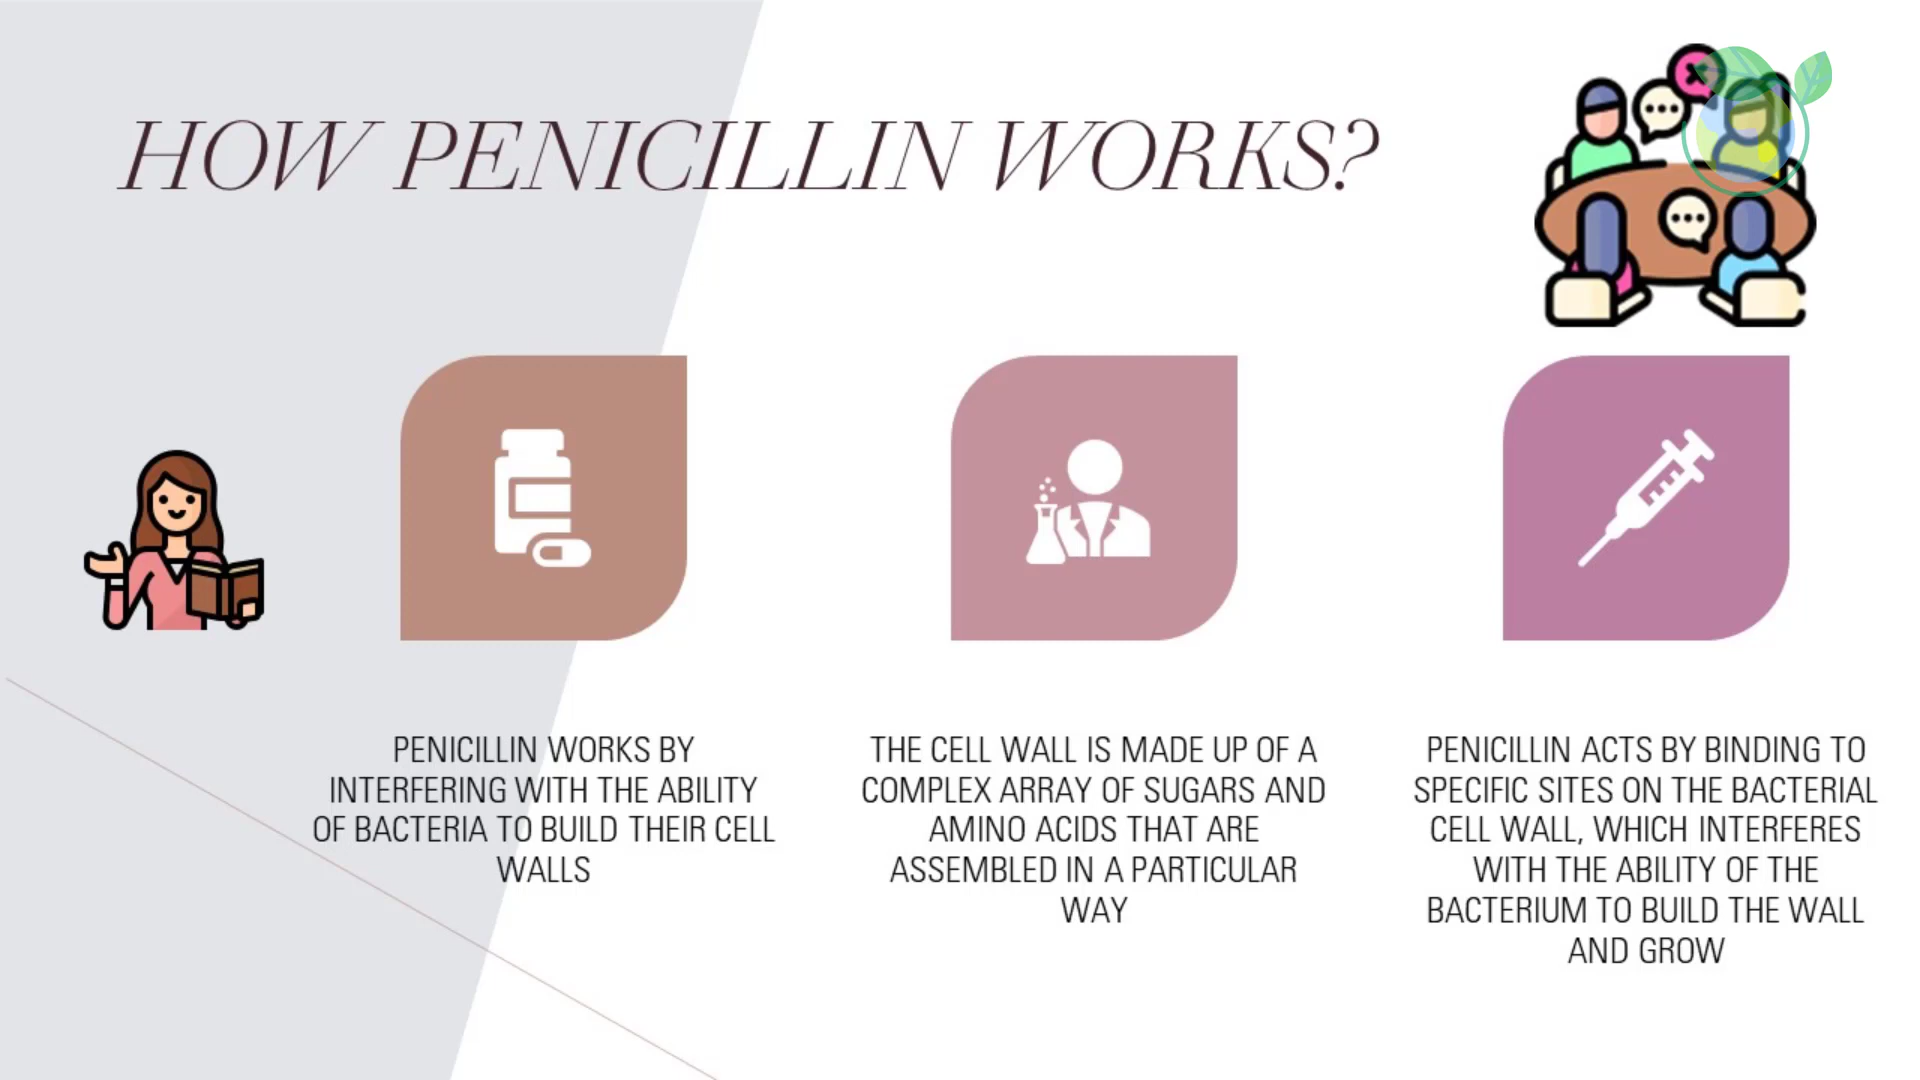 HOW PENICILLIN WORKS?
PENICILLIN WORKS BY
INTERFERING WITH THE ABILITY
OF BACTERIA TO BUILD THEIR CELL
WALLS
THE CELL WALL IS MADE UP OF A
COMPLEX ARRAY OF SUGARS AND
AMINO ACIDS THAT ARE
ASSEMBLED IN A PARTICULAR
WAY
PENICILLIN ACTS BY BINDING TO
SPECIFIC SITES ON THE BACTERIAL
CELL WALL, WHICH INTERFERES
WITH THE ABILITY OF THE
BACTERIUM TO BUILD THE WALL
AND GROW